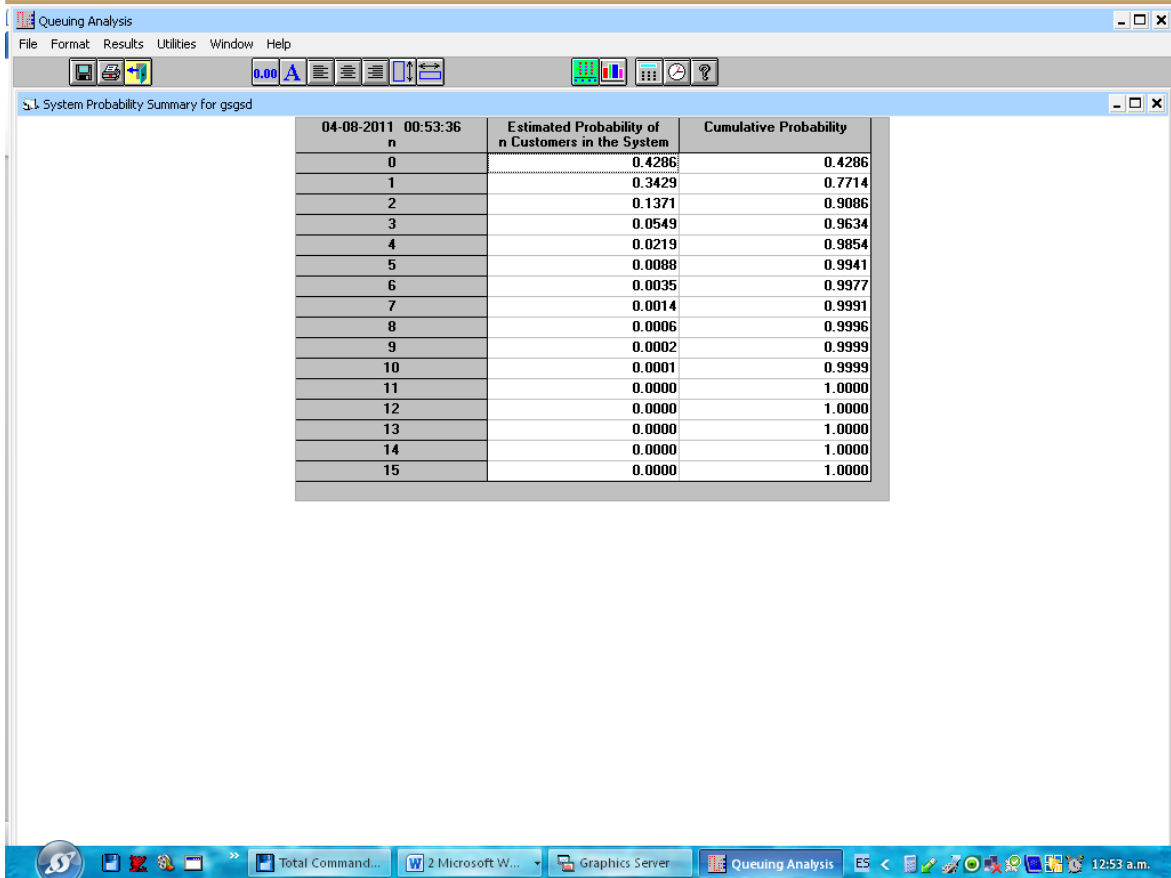 Queuing Analysis
File Format Results Utilities Window Help
0.00 A ?
System Probability Summary for gsgsd
04-08-2011 00:53:36 Estimated Probability of Cumulative Probability
n n Customers in the System
0 0.4286 0.4286
1 0.3429 0.7714
2 0.1371 0.9086
3 0.0549 0.9634
4 0.0219 0.9854
5 0.0088 0.9941
6 0.0035 0.9977
7 0.0014 0.9991
8 0.0006 0.9996
9 0.0002 0.9999
10 0.0001 0.9999
11 0.0000 1.0000
12 0.0000 1.0000
13 0.0000 1.0000
14 0.0000 1.0000
15 0.0000 1.0000
Total Command... 2 Microsoft W... Graphics Server Queuing Analysis ES 12:53 a.m.